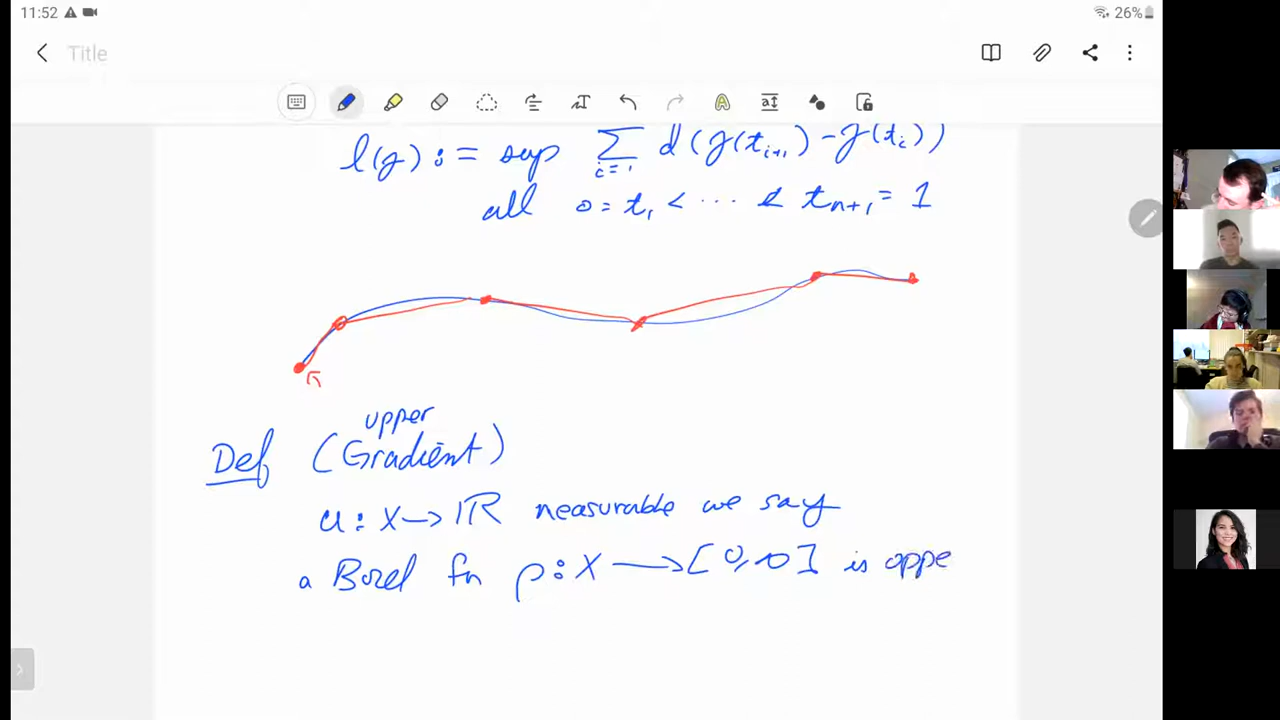 11:52
26%
Title
l(γ) := sup ∑ d(γ(t_{i+1}) - γ(t_i))
i=1
all 0 = t_1 < ... < t_{n+1} = 1
upper
Def (Gradient)
u : X → IR measurable we say
a Borel fn ρ : X → [0,∞] is uppe